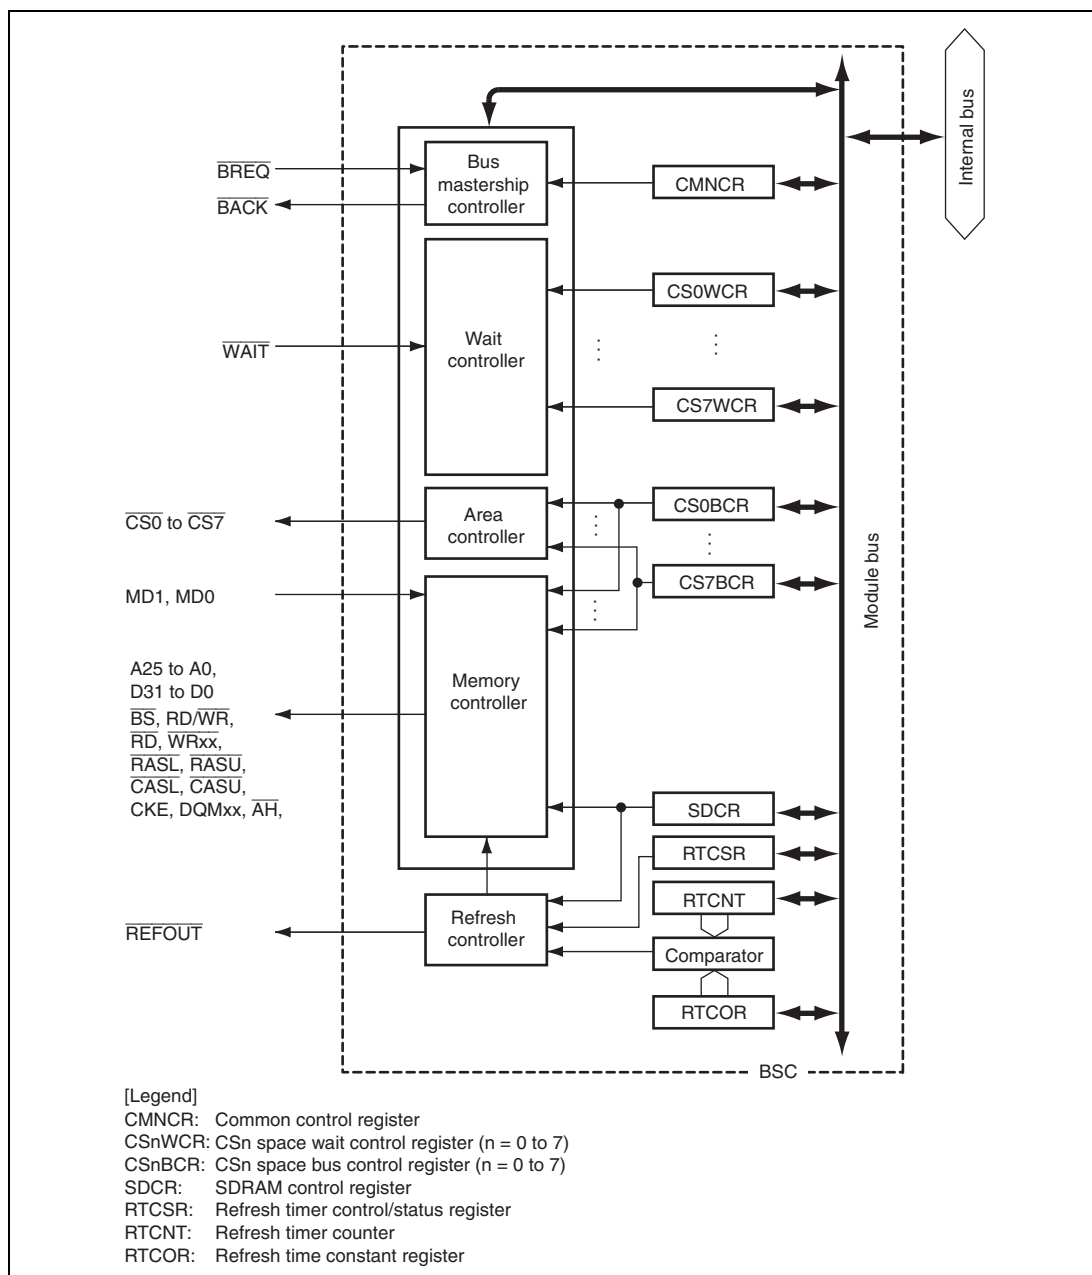 BREQ
BACK
Bus
mastership
controller
CMNCR
Internal bus
CS0WCR
WAIT
Wait
controller
CS7WCR
CS0 to CS7
Area
controller
CS0BCR
CS7BCR
Module bus
MD1, MD0
A25 to A0,
D31 to D0
BS, RD/WR,
RD, WRxx,
RASL, RASU,
CASL, CASU,
CKE, DQMxx, AH,
Memory
controller
SDCR
RTCSR
RTCNT
REFOUT
Refresh
controller
Comparator
RTCOR
BSC
[Legend]
CMNCR: Common control register
CSnWCR: CSn space wait control register (n = 0 to 7)
CSnBCR: CSn space bus control register (n = 0 to 7)
SDCR: SDRAM control register
RTCSR: Refresh timer control/status register
RTCNT: Refresh timer counter
RTCOR: Refresh time constant register